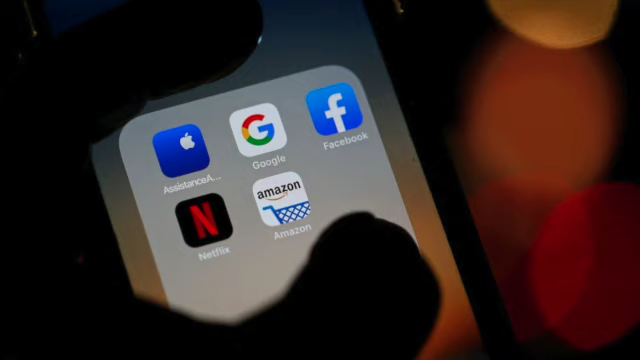 AssistanceA...
G
Google
f
Facebook
N
Netflix
amazon
Amazon